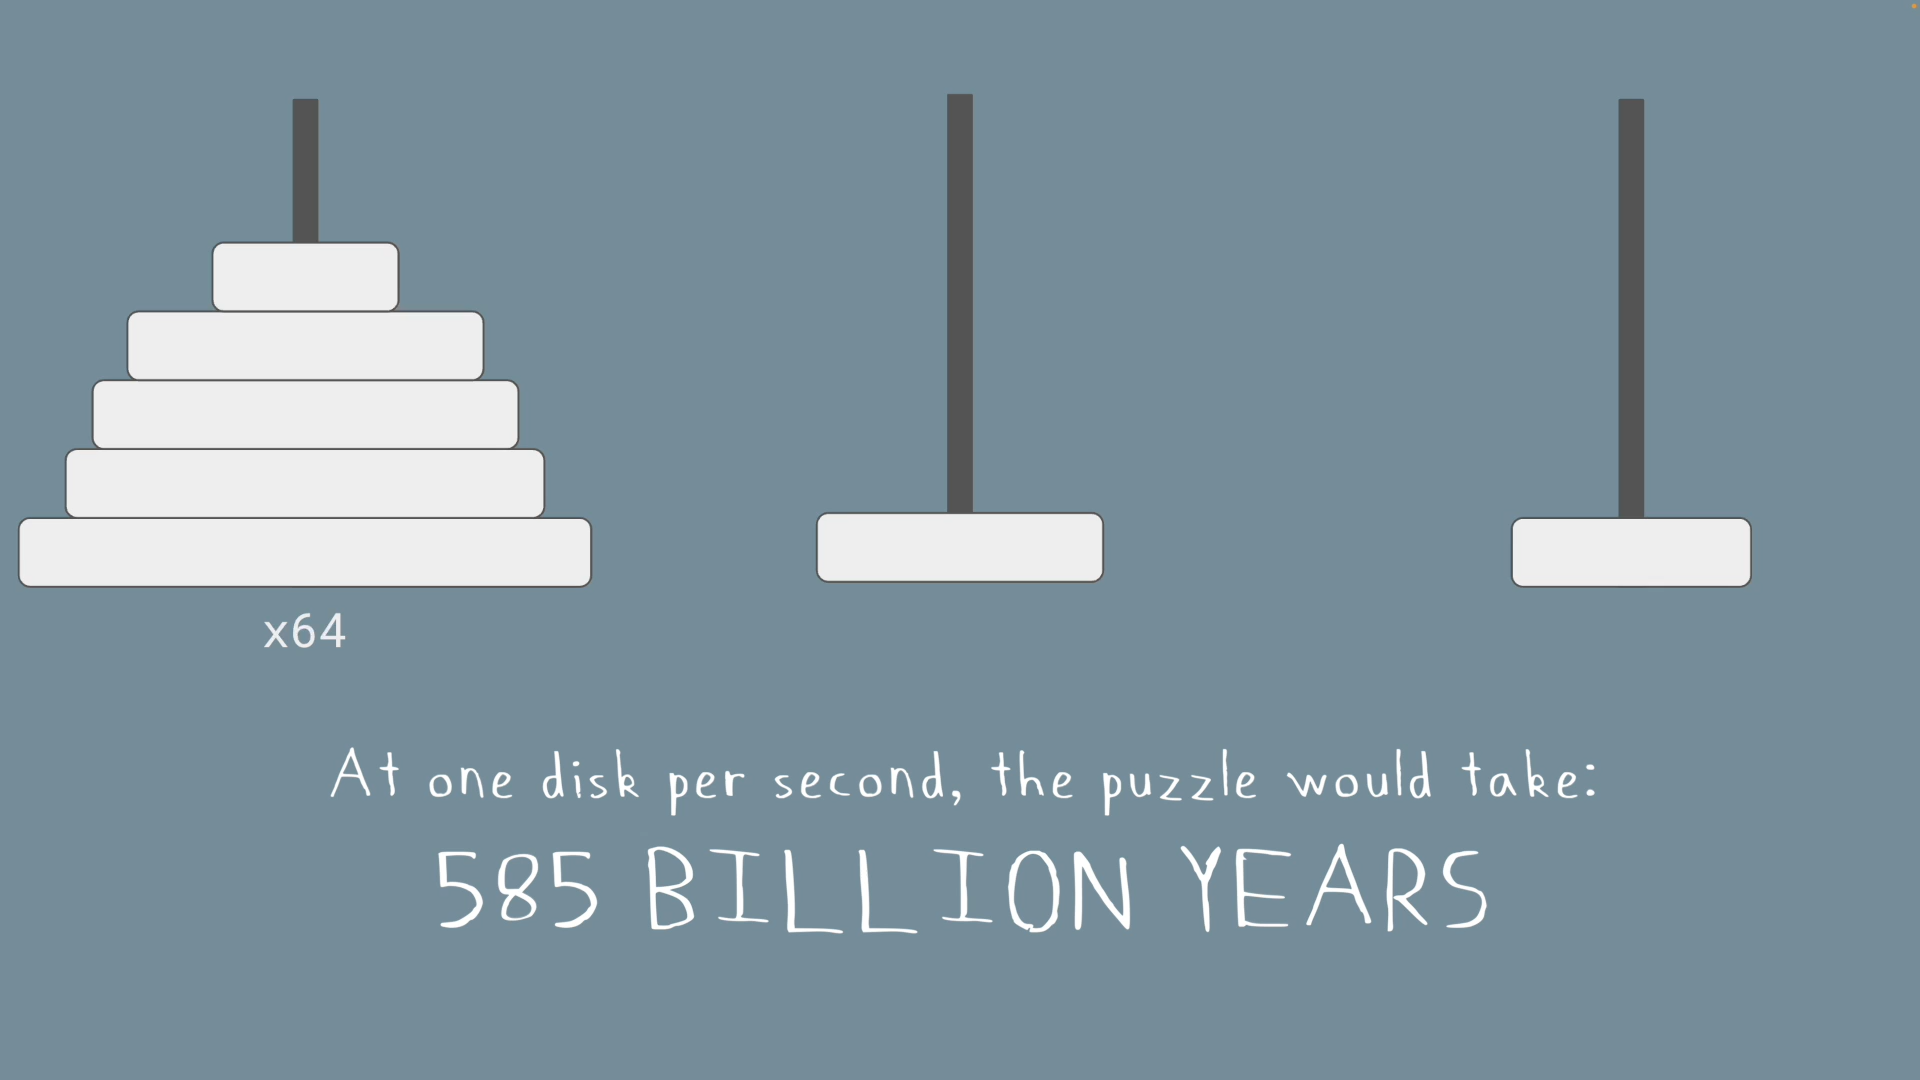 x64
At one disk per second, the puzzle would take:
585 BILLION YEARS